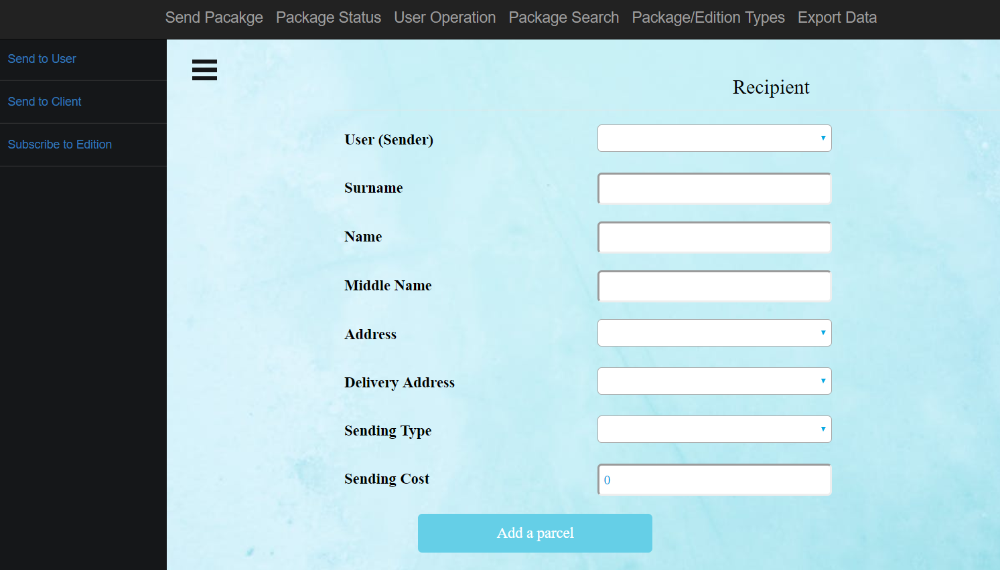 Send Pacakge Package Status User Operation Package Search Package/Edition Types Export Data
Send to User
Send to Client
Subscribe to Edition
Recipient
User (Sender)
Surname
Name
Middle Name
Address
Delivery Address
Sending Type
Sending Cost 0
Add a parcel